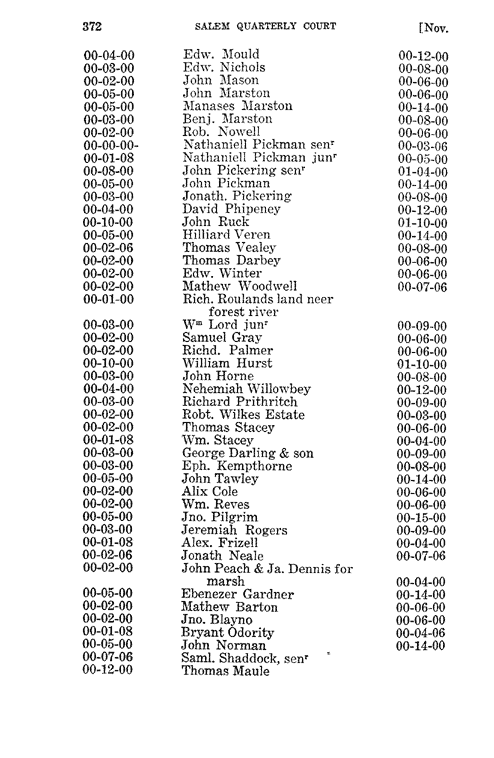 372 SALEM QUARTERLY COURT [Nov.
00-04-00 Edw. Mould 00-12-00
00-03-00 Edw. Nichols 00-08-00
00-02-00 John Mason 00-06-00
00-05-00 John Marston 00-06-00
00-05-00 Manases Marston 00-14-00
00-03-00 Benj. Marston 00-08-00
00-02-00 Rob. Nowell 00-06-00
00-00-00- Nathaniell Pickman senʳ 00-03-06
00-01-08 Nathaniell Pickman junʳ 00-05-00
00-08-00 John Pickering senʳ 01-04-00
00-05-00 John Pickman 00-14-00
00-03-00 Jonath. Pickering 00-08-00
00-04-00 David Phipeney 00-12-00
00-10-00 John Ruck 01-10-00
00-05-00 Hilliard Veren 00-14-00
00-02-06 Thomas Vealey 00-08-00
00-02-00 Thomas Darbey 00-06-00
00-02-00 Edw. Winter 00-06-00
00-02-00 Mathew Woodwell 00-07-06
00-01-00 Rich. Roulands land neer
forest river
00-03-00 Wᵐ Lord junʳ 00-09-00
00-02-00 Samuel Gray 00-06-00
00-02-00 Richd. Palmer 00-06-00
00-10-00 William Hurst 01-10-00
00-03-00 John Horne 00-08-00
00-04-00 Nehemiah Willowbey 00-12-00
00-03-00 Richard Prithritch 00-09-00
00-02-00 Robt. Wilkes Estate 00-03-00
00-02-00 Thomas Stacey 00-06-00
00-01-08 Wm. Stacey 00-04-00
00-03-00 George Darling & son 00-09-00
00-03-00 Eph. Kempthorne 00-08-00
00-05-00 John Tawley 00-14-00
00-02-00 Alix Cole 00-06-00
00-02-00 Wm. Reves 00-06-00
00-05-00 Jno. Pilgrim 00-15-00
00-03-00 Jeremiah Rogers 00-09-00
00-01-08 Alex. Frizell 00-04-00
00-02-06 Jonath Neale 00-07-06
00-02-00 John Peach & Ja. Dennis for
marsh 00-04-00
00-05-00 Ebenezer Gardner 00-14-00
00-02-00 Mathew Barton 00-06-00
00-02-00 Jno. Blayno 00-06-00
00-01-08 Bryant Odority 00-04-06
00-05-00 John Norman 00-14-00
00-07-06 Saml. Shaddock, senʳ
00-12-00 Thomas Maule